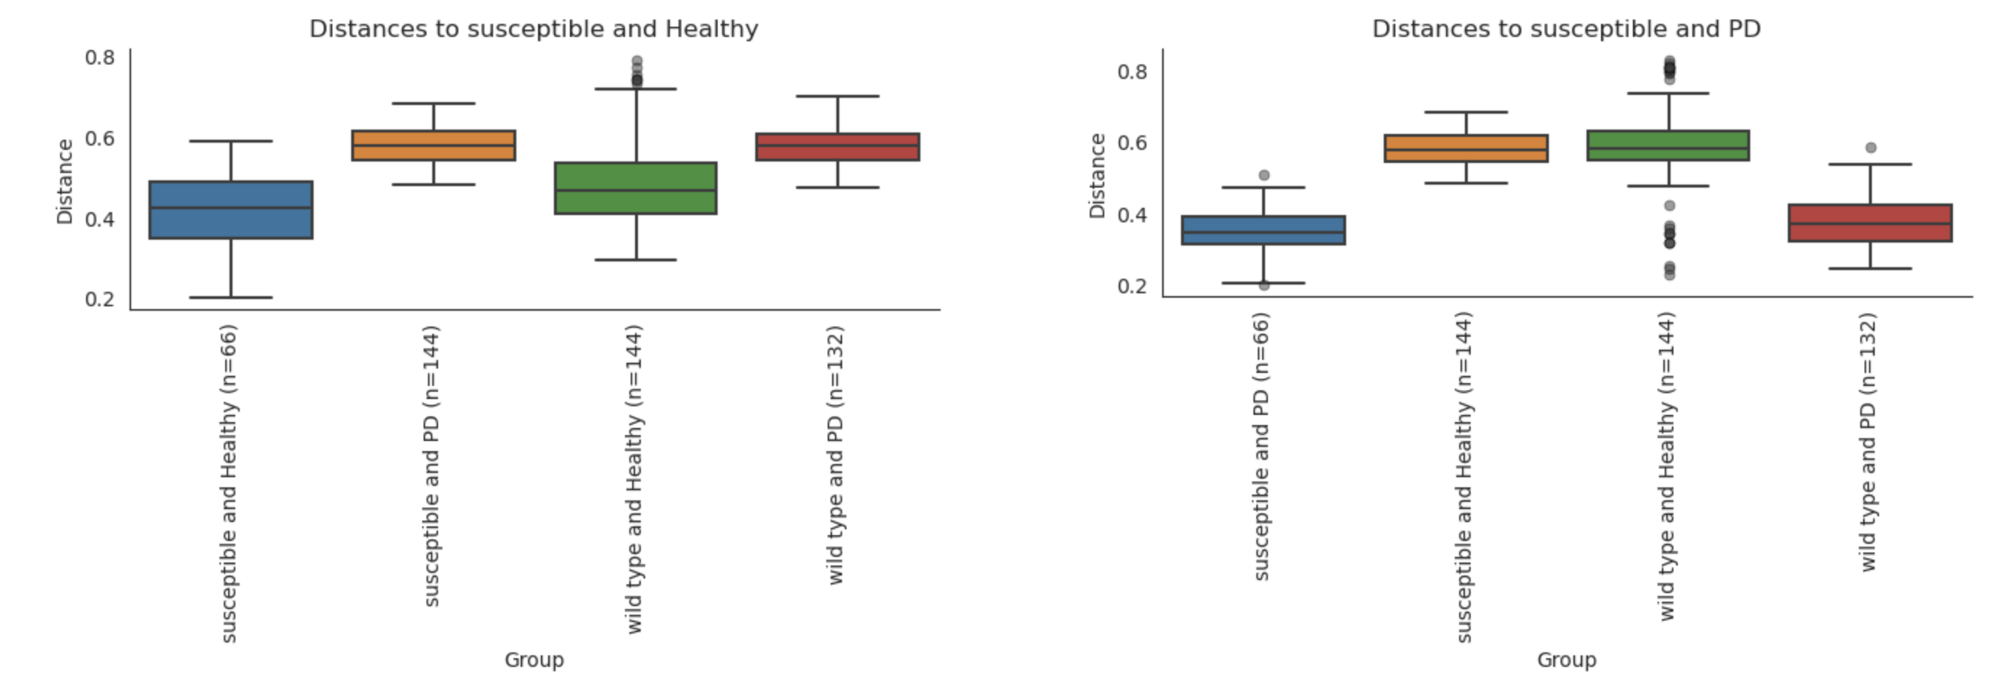 Distances to susceptible and Healthy
Distance
0.8
0.6
0.4
0.2
susceptible and Healthy (n=66)
susceptible and PD (n=144)
wild type and Healthy (n=144)
wild type and PD (n=132)
Group
Distances to susceptible and PD
Distance
0.8
0.6
0.4
0.2
susceptible and PD (n=66)
susceptible and Healthy (n=144)
wild type and Healthy (n=144)
wild type and PD (n=132)
Group